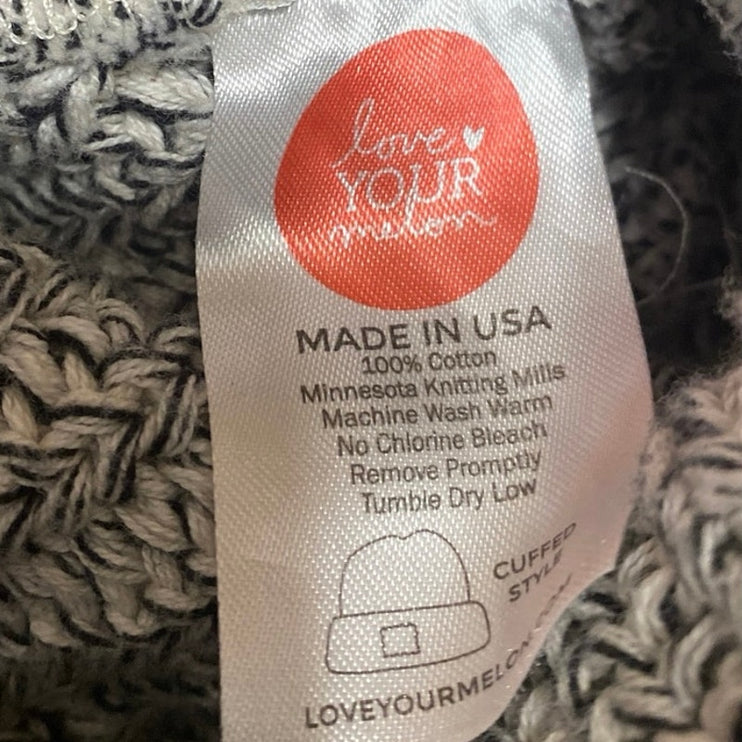 love
YOUR
melon
MADE IN USA
100% Cotton
Minnesota Knitting Mills
Machine Wash Warm
No Chlorine Bleach
Remove Promptly
Tumble Dry Low
CUFFED
STYLE
LOVEYOURMELON.COM